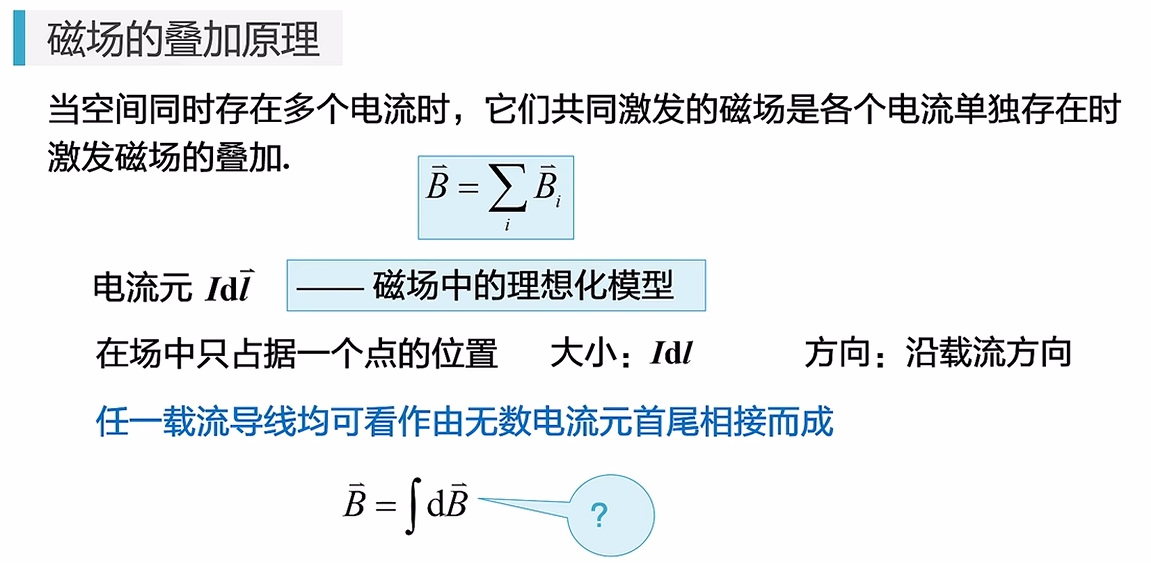 磁场的叠加原理
当空间同时存在多个电流时，它们共同激发的磁场是各个电流单独存在时
激发磁场的叠加.
$\vec{B} = \sum_{i} \vec{B}_i$
电流元 $Id\vec{l}$ —— 磁场中的理想化模型
在场中只占据一个点的位置 大小：$Idl$ 方向：沿载流方向
任一载流导线均可看作由无数电流元首尾相接而成
$\vec{B} = \int d\vec{B}$ ?